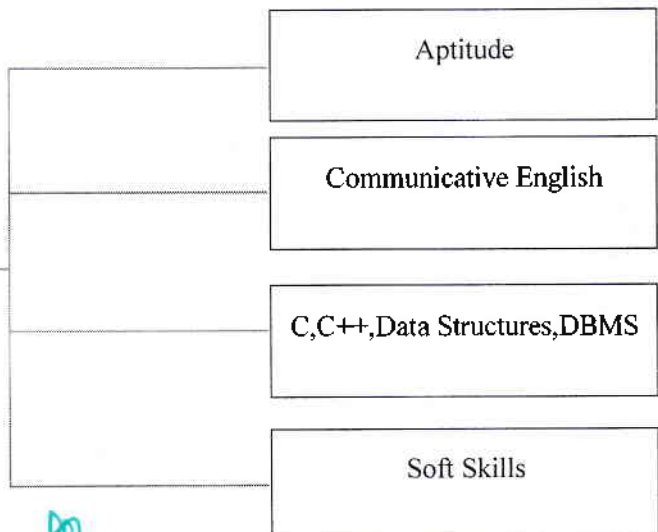 Aptitude
Communicative English
C,C++,Data Structures,DBMS
Soft Skills